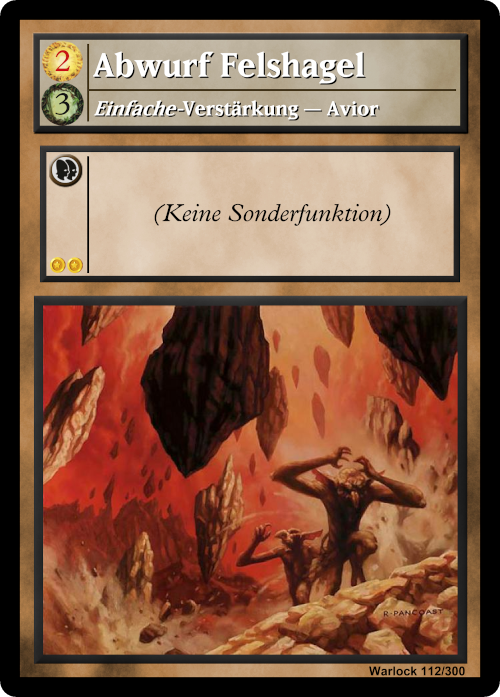 2 Abwurf Felshagel
3 Einfache-Verstärkung — Avior
(Keine Sonderfunktion)
R-PANCOAST
Warlock 112/300